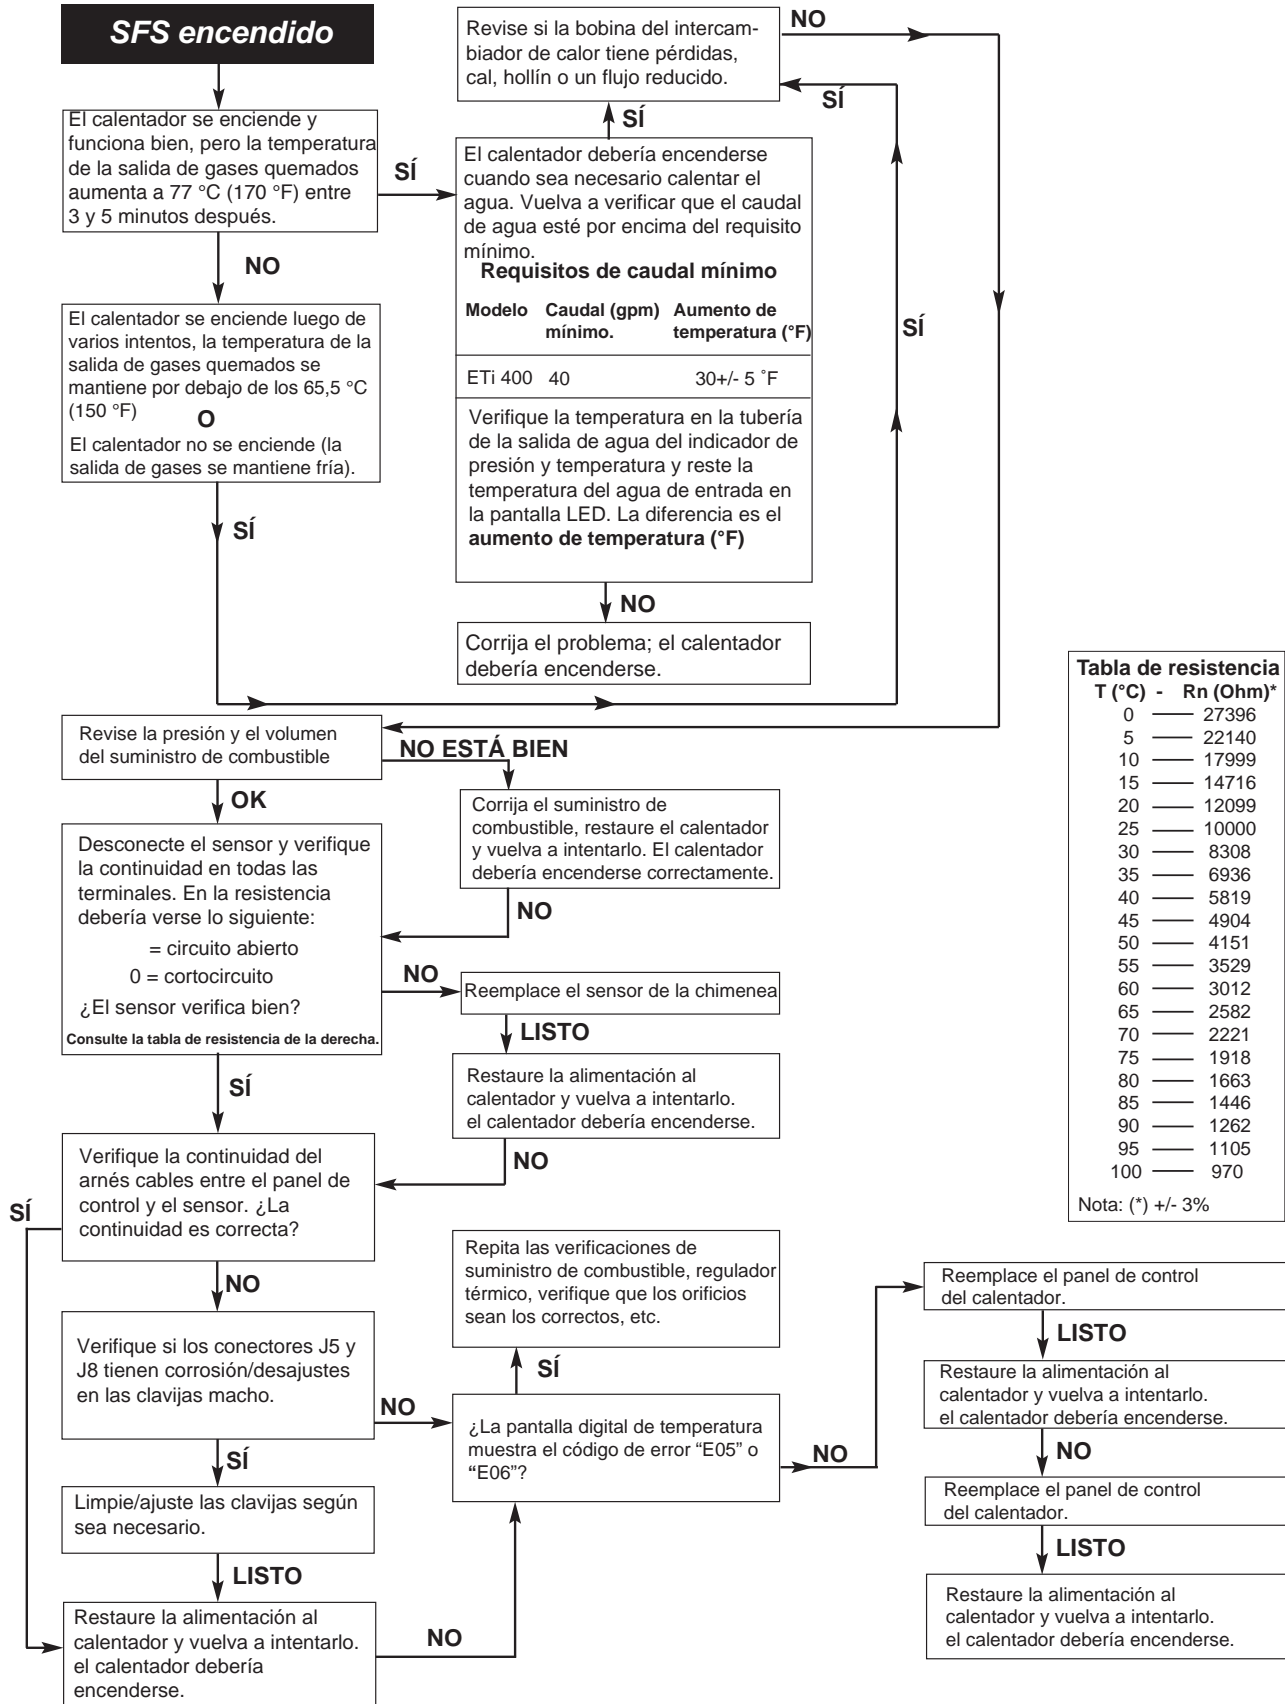 SFS encendido
El calentador se enciende y
funciona bien, pero la temperatura
de la salida de gases quemados
aumenta a 77 °C (170 °F) entre
3 y 5 minutos después.
SÍ
NO
El calentador se enciende luego de
varios intentos, la temperatura de la
salida de gases quemados se
mantiene por debajo de los 65,5 °C
(150 °F)
O
El calentador no se enciende (la
salida de gases se mantiene fría).
SÍ
Revise si la bobina del intercam-
biador de calor tiene pérdidas,
cal, hollín o un flujo reducido.
NO
SÍ
SÍ
El calentador debería encenderse
cuando sea necesario calentar el
agua. Vuelva a verificar que el caudal
de agua esté por encima del requisito
mínimo.
Requisitos de caudal mínimo
Modelo Caudal (gpm) Aumento de
mínimo. temperatura (°F)
ETi 400 40 30+/- 5 °F
Verifique la temperatura en la tubería
de la salida de agua del indicador de
presión y temperatura y reste la
temperatura del agua de entrada en
la pantalla LED. La diferencia es el
aumento de temperatura (°F)
SÍ
NO
Corrija el problema; el calentador
debería encenderse.
Revise la presión y el volumen
del suministro de combustible
NO ESTÁ BIEN
OK
Corrija el suministro de
combustible, restaure el calentador
y vuelva a intentarlo. El calentador
debería encenderse correctamente.
NO
Desconecte el sensor y verifique
la continuidad en todas las
terminales. En la resistencia
debería verse lo siguiente:
= circuito abierto
0 = cortocircuito
¿El sensor verifica bien?
Consulte la tabla de resistencia de la derecha.
NO
Reemplace el sensor de la chimenea
LISTO
Restaure la alimentación al
calentador y vuelva a intentarlo.
el calentador debería encenderse.
NO
SÍ
Verifique la continuidad del
arnés cables entre el panel de
control y el sensor. ¿La
continuidad es correcta?
SÍ
NO
Verifique si los conectores J5 y
J8 tienen corrosión/desajustes
en las clavijas macho.
NO
SÍ
Limpie/ajuste las clavijas según
sea necesario.
LISTO
Restaure la alimentación al
calentador y vuelva a intentarlo.
el calentador debería
encenderse.
NO
Repita las verificaciones de
suministro de combustible, regulador
térmico, verifique que los orificios
sean los correctos, etc.
SÍ
¿La pantalla digital de temperatura
muestra el código de error “E05” o
“E06”?
NO
Reemplace el panel de control
del calentador.
LISTO
Restaure la alimentación al
calentador y vuelva a intentarlo.
el calentador debería encenderse.
NO
Reemplace el panel de control
del calentador.
LISTO
Restaure la alimentación al
calentador y vuelva a intentarlo.
el calentador debería encenderse.
Tabla de resistencia
T (°C) - Rn (Ohm)*
0 — 27396
5 — 22140
10 — 17999
15 — 14716
20 — 12099
25 — 10000
30 — 8308
35 — 6936
40 — 5819
45 — 4904
50 — 4151
55 — 3529
60 — 3012
65 — 2582
70 — 2221
75 — 1918
80 — 1663
85 — 1446
90 — 1262
95 — 1105
100 — 970
Nota: (*) +/- 3%